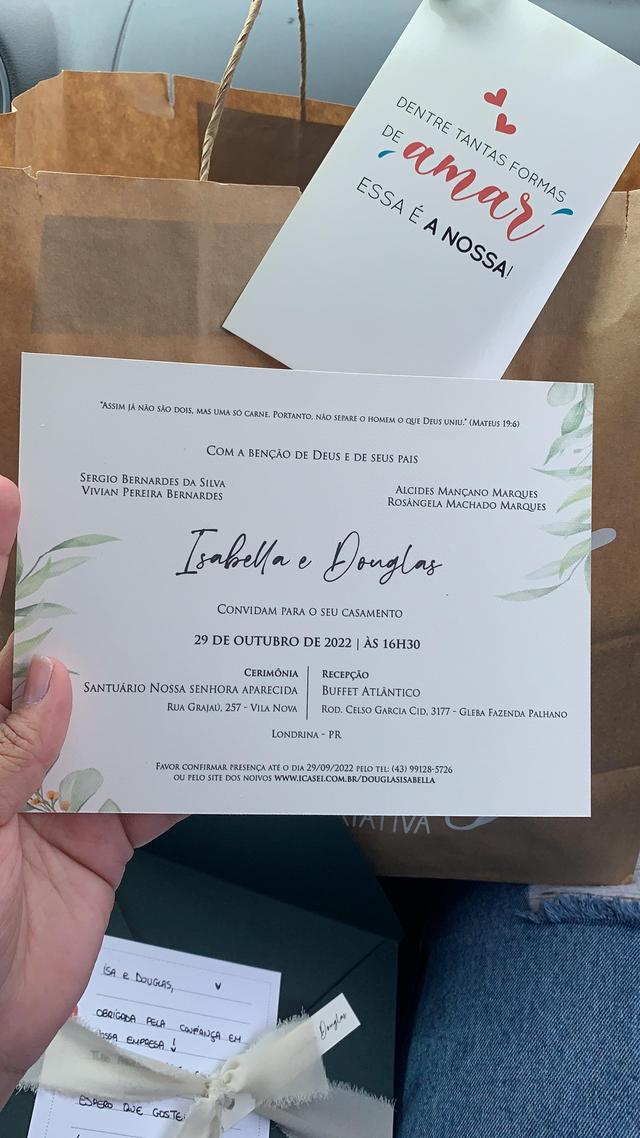 DENTRE TANTAS FORMAS
DE amar
ESSA É A NOSSA!
"Assim já não são dois, mas uma só carne. Portanto, não separe o homem o que Deus uniu." (Mateus 19:6)
Com a benção de Deus e de seus pais
Sergio Bernardes da Silva
Vivian Pereira Bernardes
Alcides Mançano Marques
Rosângela Machado Marques
Isabella e Douglas
Convidam para o seu casamento
29 DE OUTUBRO DE 2022 | ÀS 16H30
Cerimônia
Santuário Nossa senhora aparecida
Rua Grajaú, 257 - Vila Nova
Recepção
Buffet Atlântico
Rod. Celso Garcia Cid, 3177 - Gleba Fazenda Palhano
Londrina - PR
Favor confirmar presença até o dia 29/09/2022 pelo tel: (43) 99128-5726
ou pelo site dos noivos www.icasei.com.br/douglasisabella
ISA E DOUGLAS,
OBRIGADA PELA CONFIANÇA EM
NOSSA EMPRESA!
ESPERO QUE GOSTE
Douglas